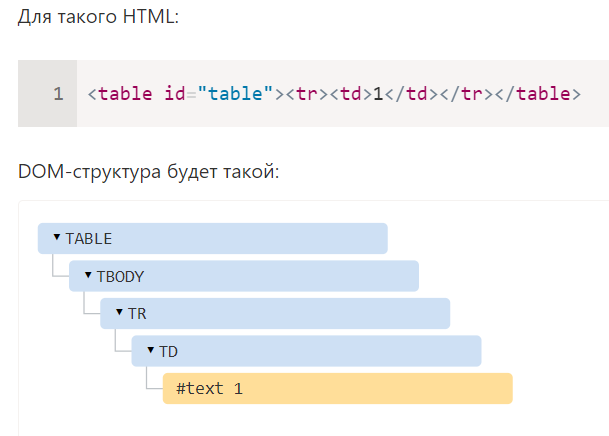 Для такого HTML:
1 <table id="table"><tr><td>1</td></tr></table>
DOM-структура будет такой:
▼ TABLE
▼ TBODY
▼ TR
▼ TD
#text 1